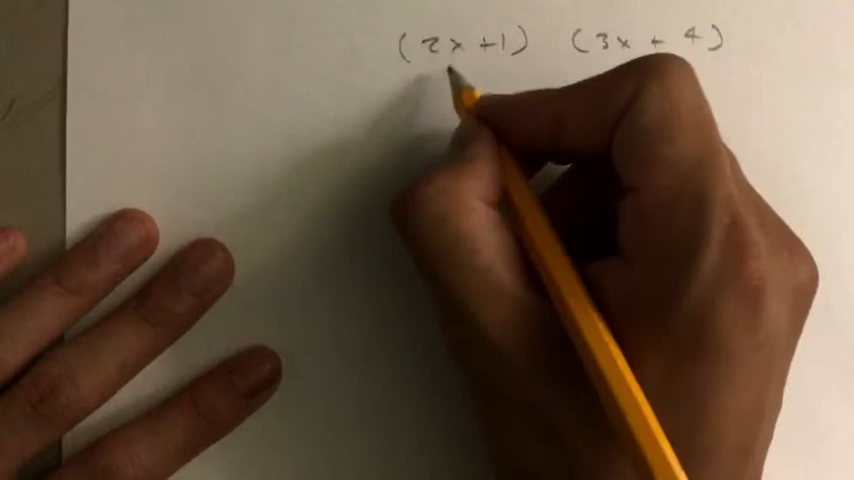 (2x +1) (3x + 4)